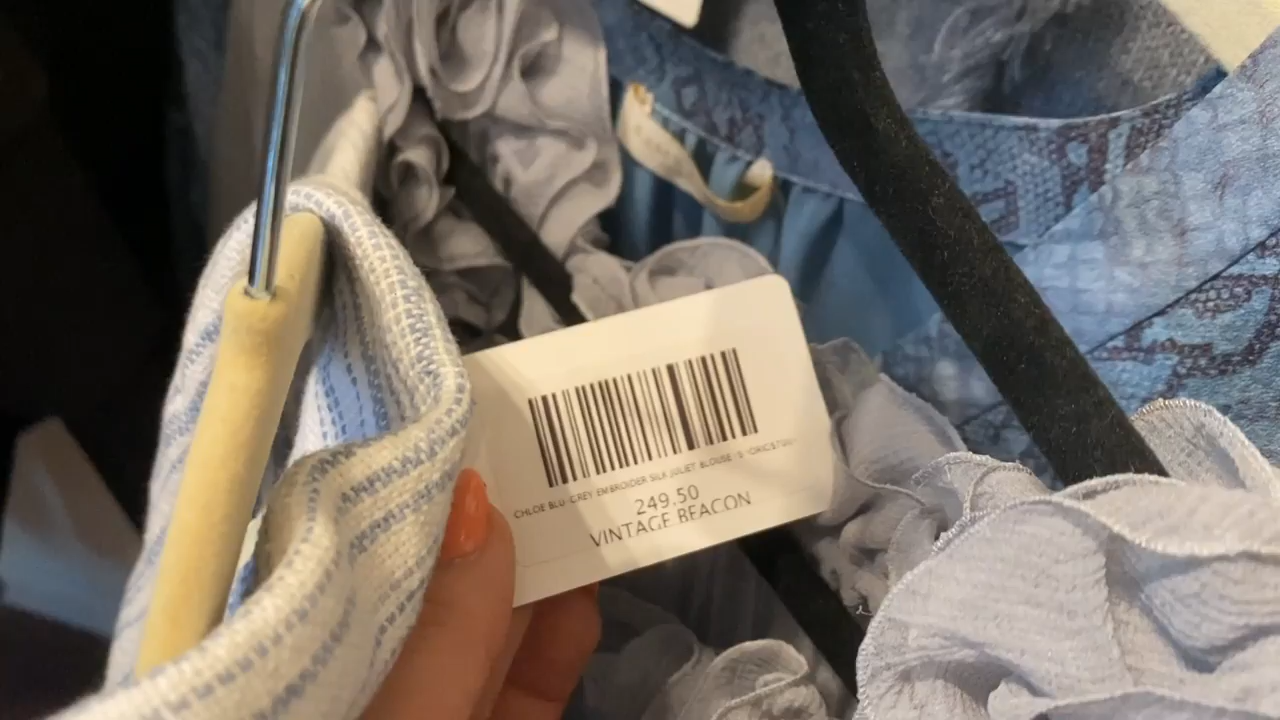 CHLOE BLU-GREY EMBROIDER SILK JULIET BLOUSE
249.50
VINTAGE BEACON